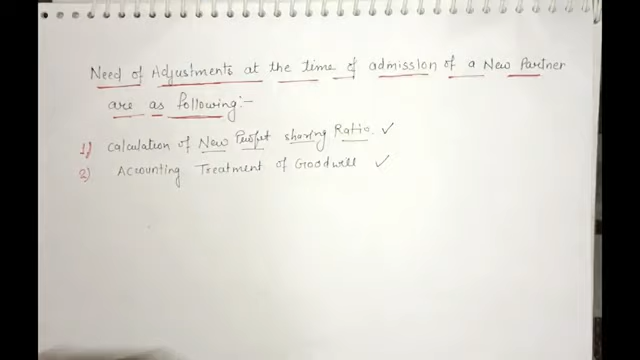 Need of Adjustments at the time of admission of a New Partner
are as following:-
1) Calculation of New Profit sharing Ratio.
2) Accounting Treatment of Goodwill